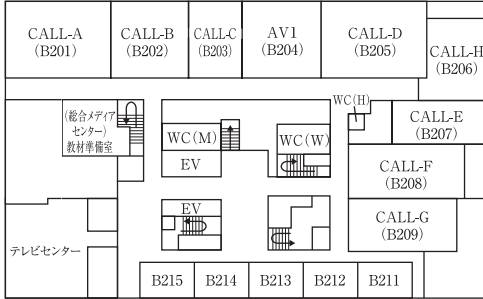 CALL-A
(B201)
CALL-B
(B202)
CALL-C
(B203)
AV1
(B204)
CALL-D
(B205)
CALL-H
(B206)
WC(H)
CALL-E
(B207)
(総合メディア
センター)
教材準備室
WC(M)
EV
WC(W)
CALL-F
(B208)
EV
CALL-G
(B209)
テレビセンター
B215
B214
B213
B212
B211